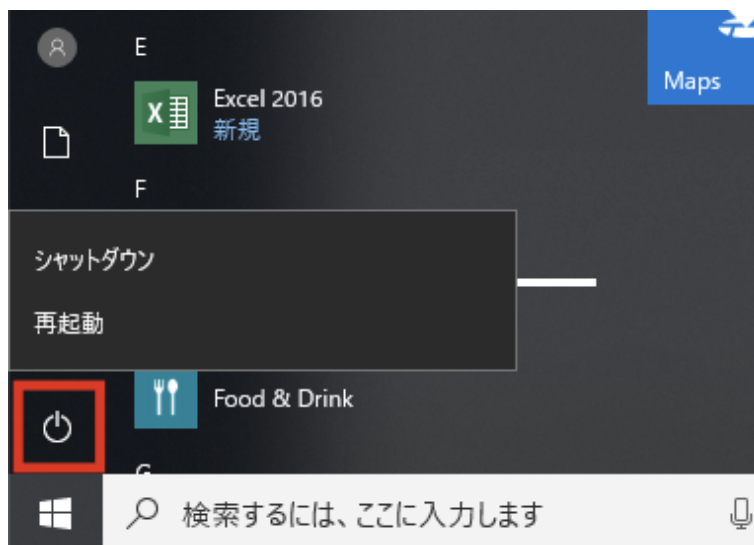 E
Maps
Excel 2016
新規
F
シャットダウン
再起動
Food & Drink
G
検索するには、ここに入力します